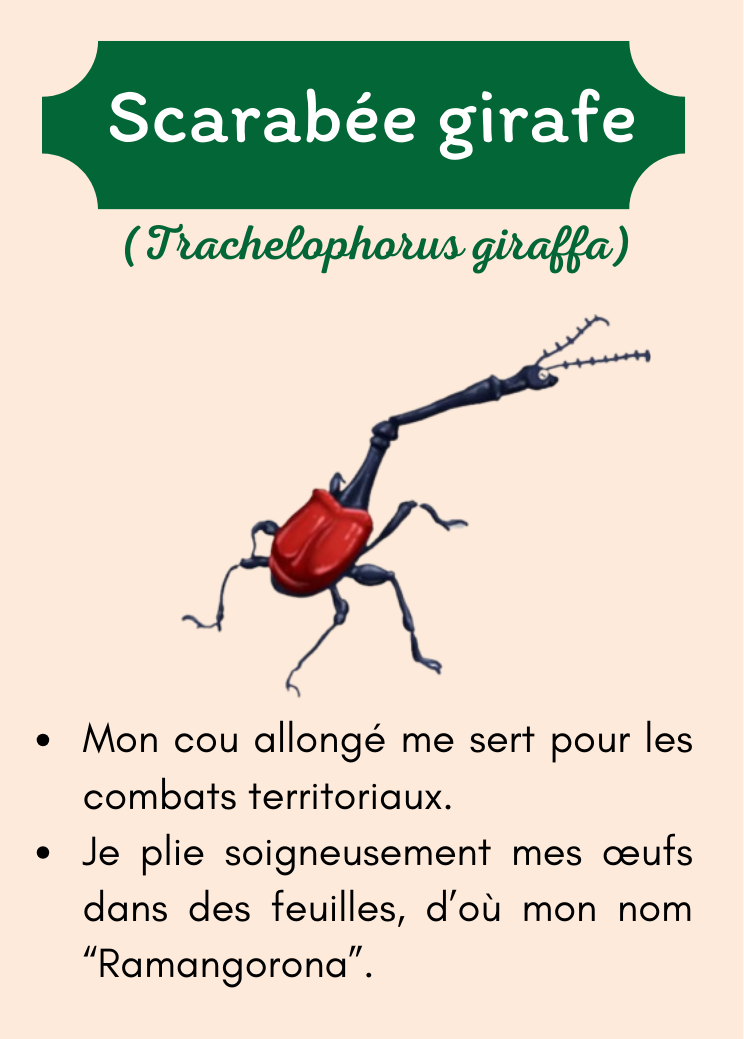 Scarabée girafe
(Trachelophorus giraffa)
• Mon cou allongé me sert pour les
combats territoriaux.
• Je plie soigneusement mes œufs
dans des feuilles, d’où mon nom
“Ramangorona”.